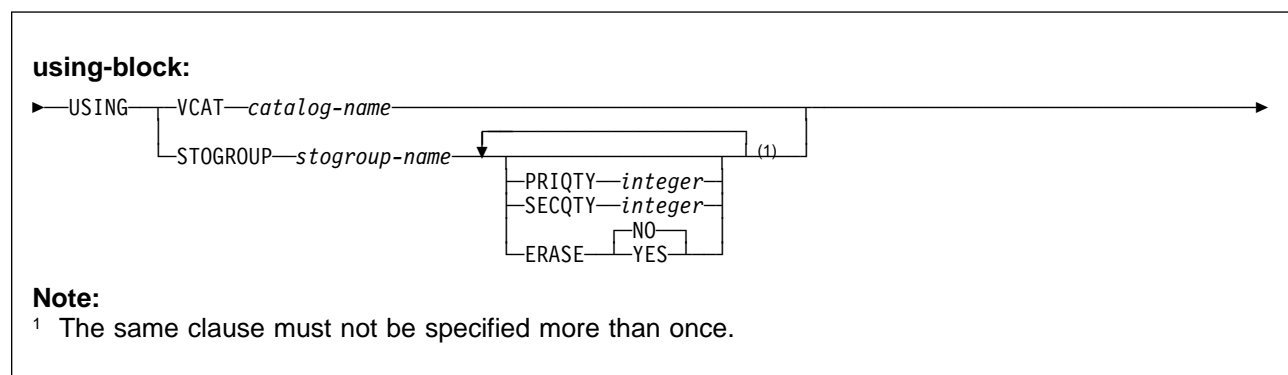 using-block:
USING VCAT catalog-name
STOGROUP stogroup-name (1)
PRIQTY integer
SECQTY integer
NO
ERASE YES
Note:
1 The same clause must not be specified more than once.